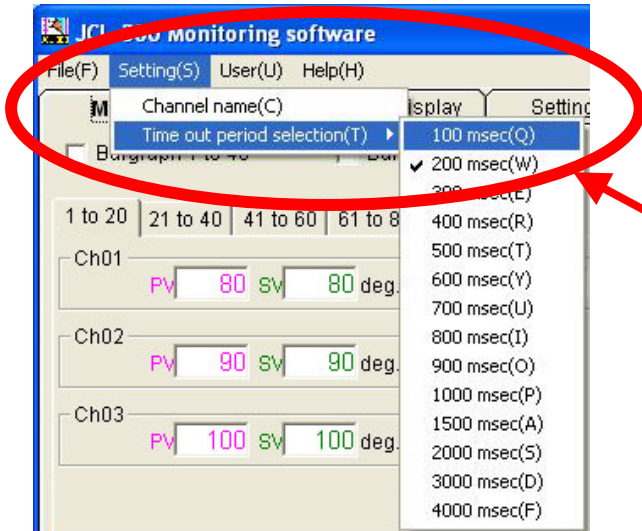 Monitoring software
File(F) Setting(S) User(U) Help(H)
Channel name(C)
Setting
Time out period selection(T)
100 msec(Q)
200 msec(W)
300 msec(E)
1 to 20 21 to 40 41 to 60 61 to 8
400 msec(R)
500 msec(T)
Ch01
PV 80 SV 80 deg.
600 msec(Y)
700 msec(U)
Ch02
800 msec(I)
PV 90 SV 90 deg.
900 msec(O)
1000 msec(P)
Ch03
1500 msec(A)
PV 100 SV 100 deg.
2000 msec(S)
3000 msec(D)
4000 msec(F)